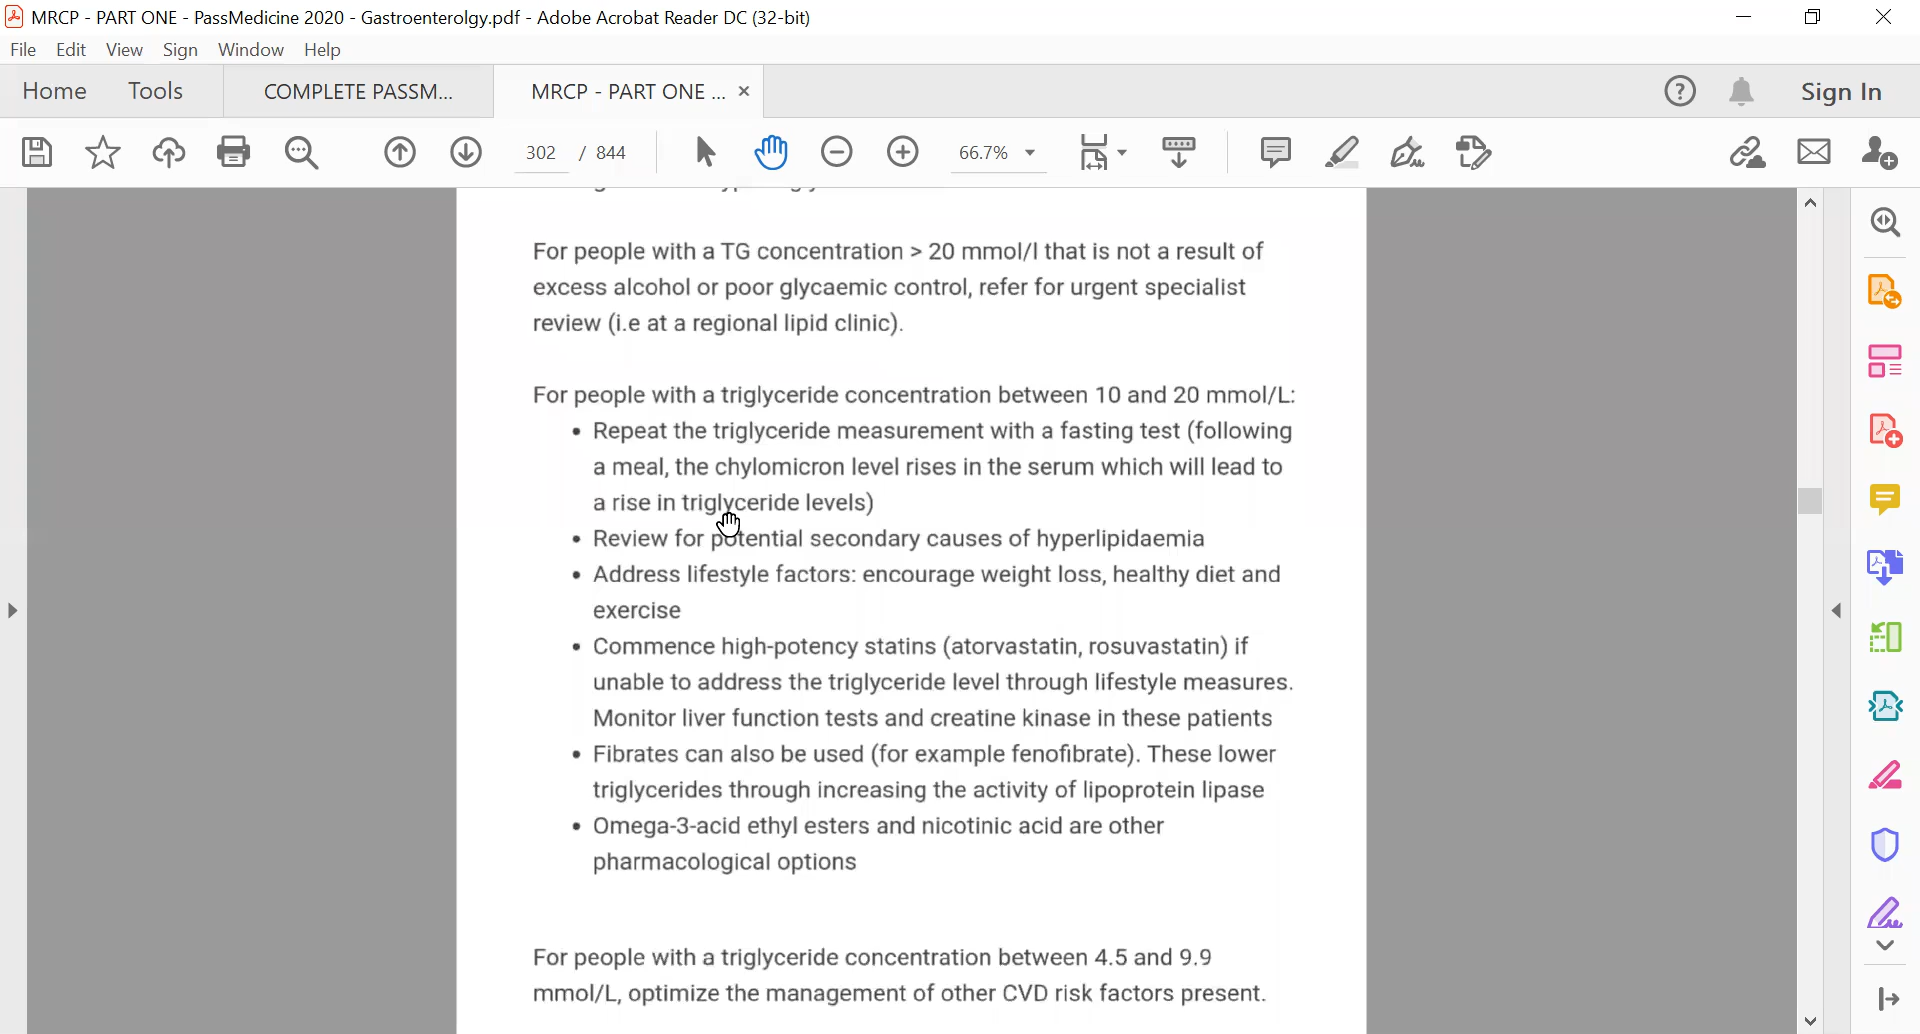 MRCP - PART ONE - PassMedicine 2020 - Gastroenterolgy.pdf - Adobe Acrobat Reader DC (32-bit)
File Edit View Sign Window Help
Home Tools COMPLETE PASSM... MRCP - PART ONE ... × Sign In
302 / 844 66.7%
For people with a TG concentration > 20 mmol/l that is not a result of
excess alcohol or poor glycaemic control, refer for urgent specialist
review (i.e at a regional lipid clinic).
For people with a triglyceride concentration between 10 and 20 mmol/L:
• Repeat the triglyceride measurement with a fasting test (following
a meal, the chylomicron level rises in the serum which will lead to
a rise in triglyceride levels)
• Review for potential secondary causes of hyperlipidaemia
• Address lifestyle factors: encourage weight loss, healthy diet and
exercise
• Commence high-potency statins (atorvastatin, rosuvastatin) if
unable to address the triglyceride level through lifestyle measures.
Monitor liver function tests and creatine kinase in these patients
• Fibrates can also be used (for example fenofibrate). These lower
triglycerides through increasing the activity of lipoprotein lipase
• Omega-3-acid ethyl esters and nicotinic acid are other
pharmacological options
For people with a triglyceride concentration between 4.5 and 9.9
mmol/L, optimize the management of other CVD risk factors present.